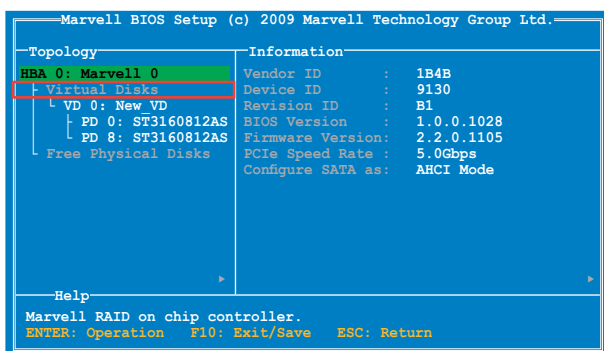 Marvell BIOS Setup (c) 2009 Marvell Technology Group Ltd.
Topology
HBA 0: Marvell 0
Virtual Disks
VD 0: New_VD
PD 0: ST3160812AS
PD 8: ST3160812AS
Free Physical Disks
Information
Vendor ID : 1B4B
Device ID : 9130
Revision ID : B1
BIOS Version : 1.0.0.1028
Firmware Version: 2.2.0.1105
PCIe Speed Rate : 5.0Gbps
Configure SATA as: AHCI Mode
Help
Marvell RAID on chip controller.
ENTER: Operation F10: Exit/Save ESC: Return